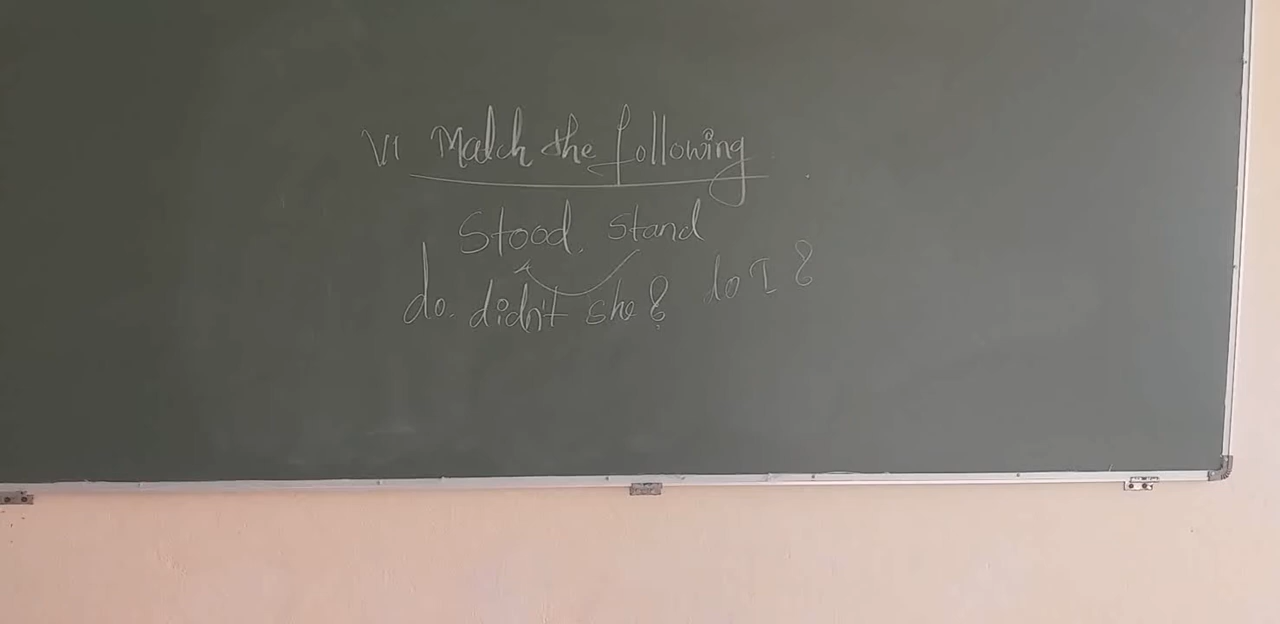 VI Match the following
Stood, stand
do. didn't she? do I?